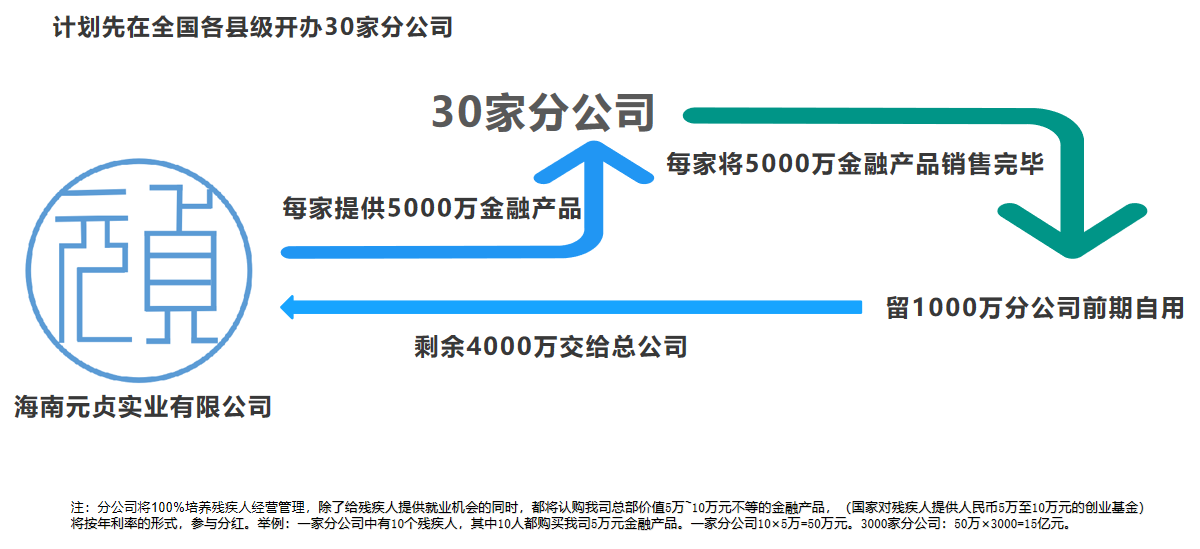 计划先在全国各县级开办30家分公司
30家分公司
每家将5000万金融产品销售完毕
每家提供5000万金融产品
元貞
留1000万分公司前期自用
剩余4000万交给总公司
海南元贞实业有限公司
注：分公司将100%培养残疾人经营管理，除了给残疾人提供就业机会的同时，都将认购我司总部价值5万~10万元不等的金融产品，（国家对残疾人提供人民币5万至10万元的创业基金）
将按年利率的形式，参与分红。举例：一家分公司中有10个残疾人，其中10人都购买我司5万元金融产品。一家分公司10×5万=50万元。3000家分公司：50万×3000=15亿元。